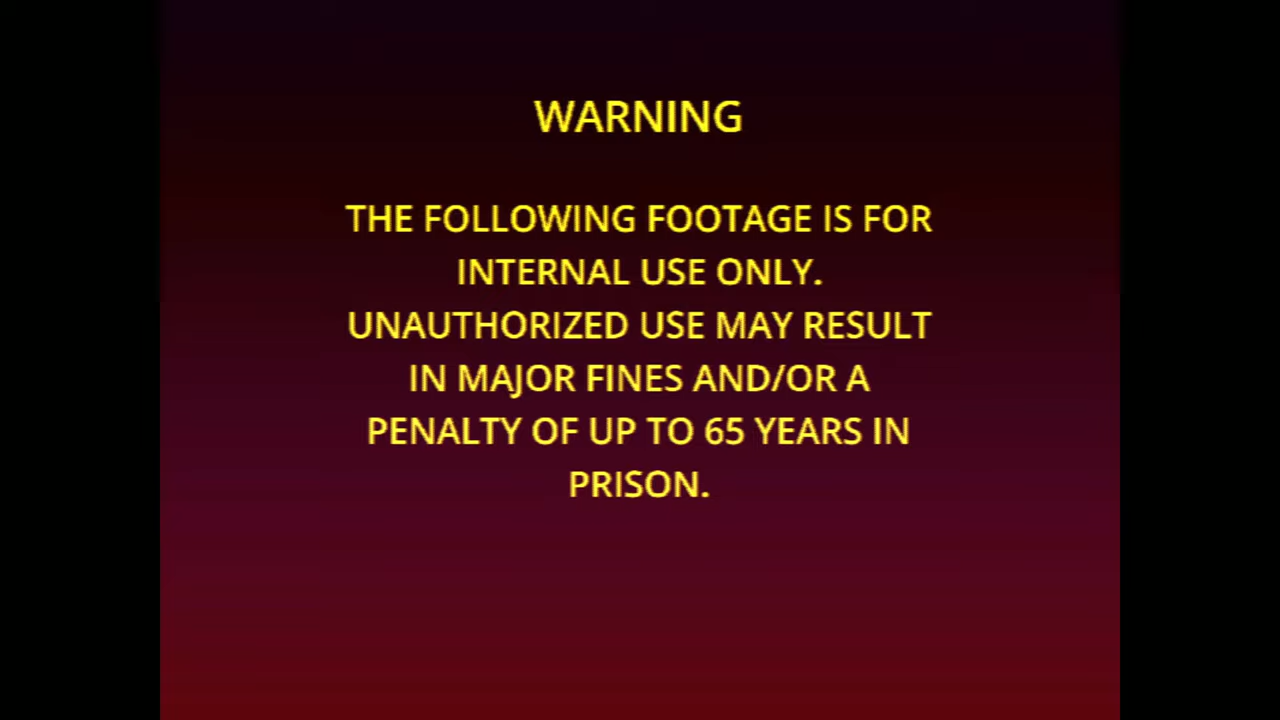 WARNING
THE FOLLOWING FOOTAGE IS FOR
INTERNAL USE ONLY.
UNAUTHORIZED USE MAY RESULT
IN MAJOR FINES AND/OR A
PENALTY OF UP TO 65 YEARS IN
PRISON.